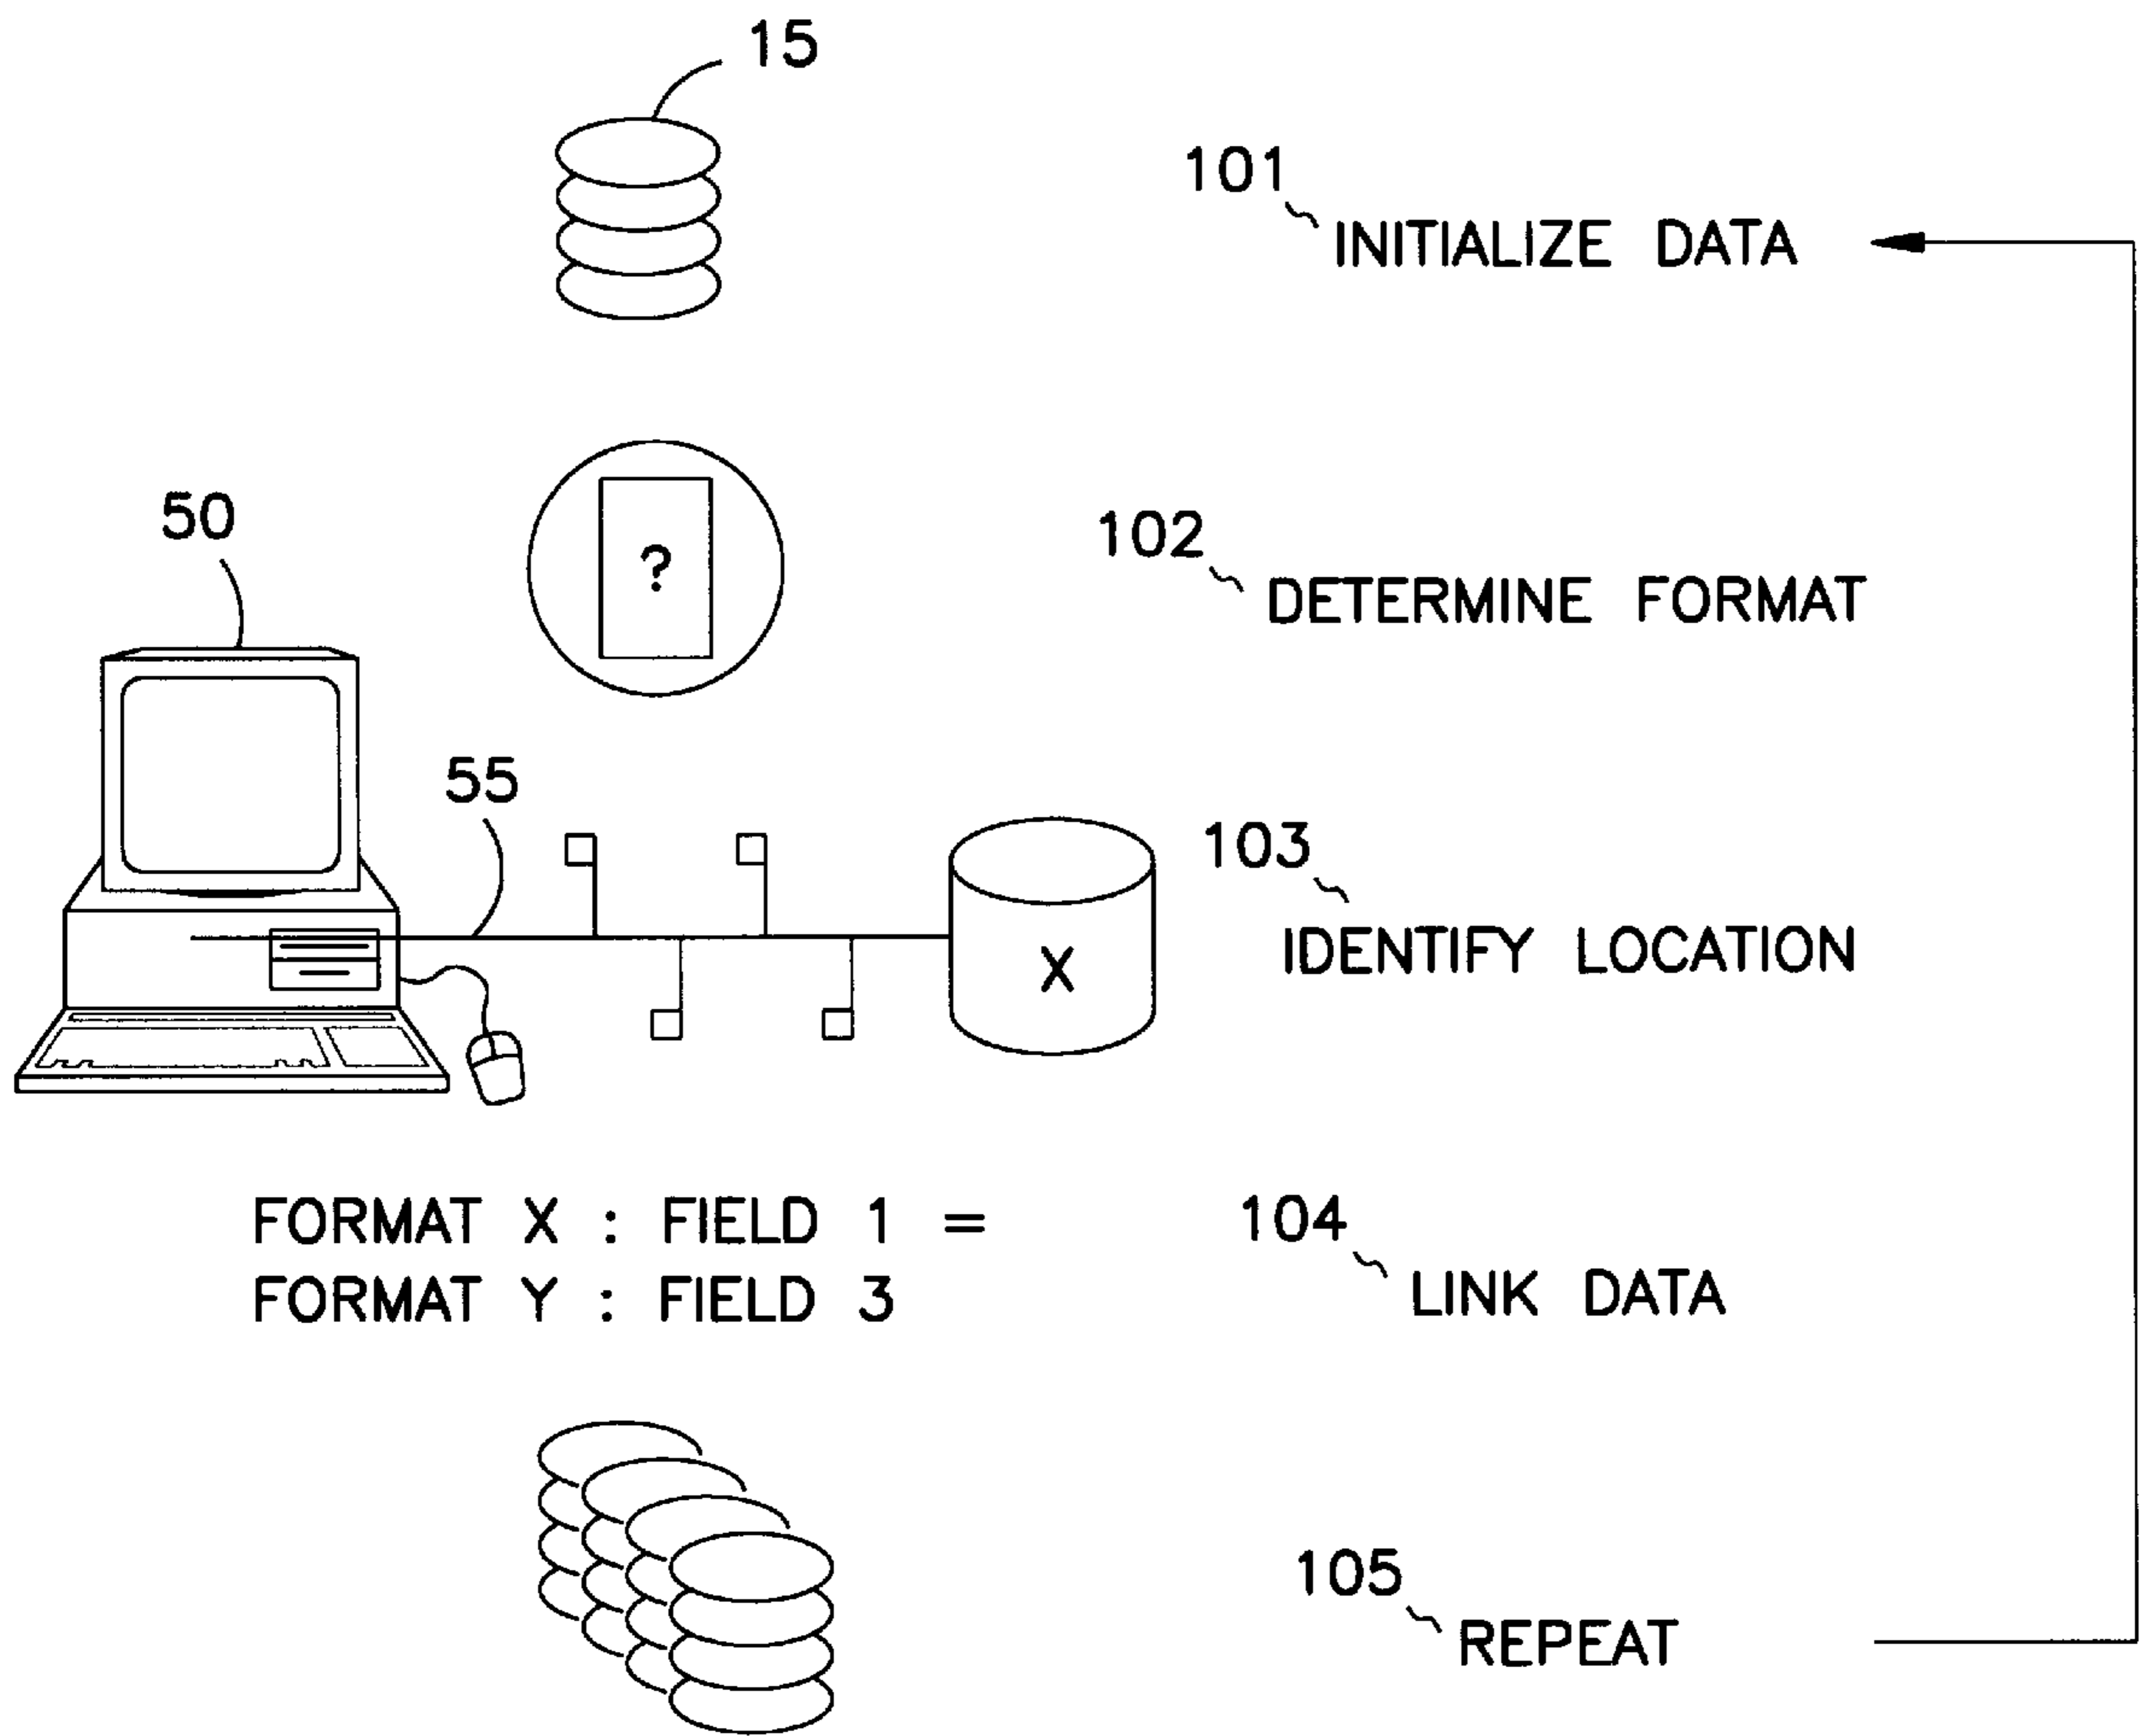 15
101
INITIALIZE DATA
50
?
102
DETERMINE FORMAT
55
103
X
IDENTIFY LOCATION
FORMAT X : FIELD 1 =
FORMAT Y : FIELD 3
104
LINK DATA
105
REPEAT